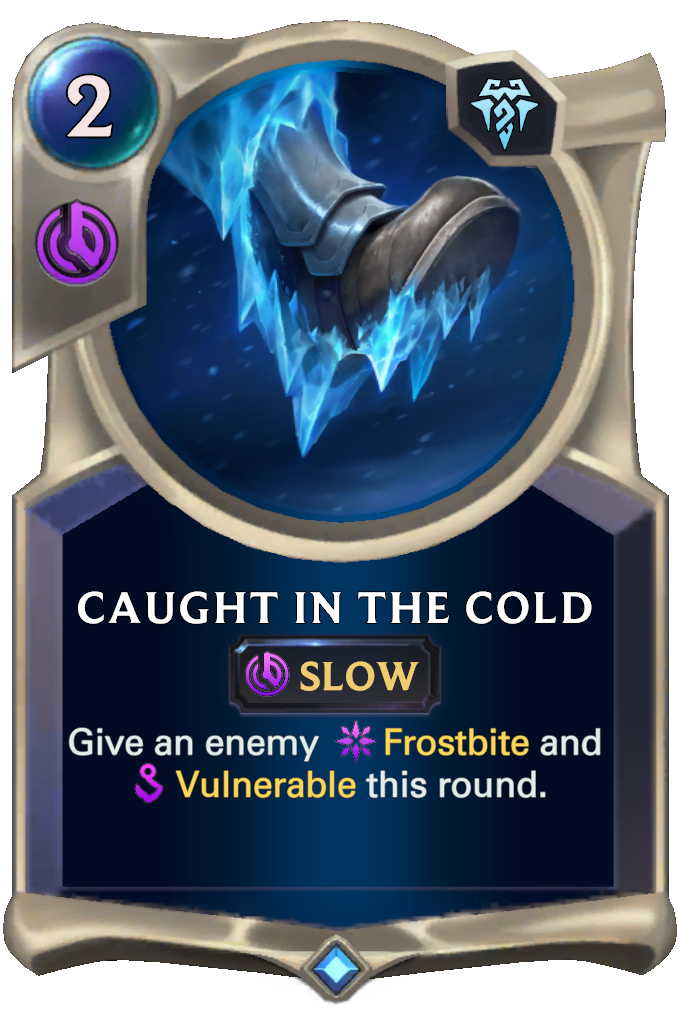 2
CAUGHT IN THE COLD
SLOW
Give an enemy Frostbite and
Vulnerable this round.